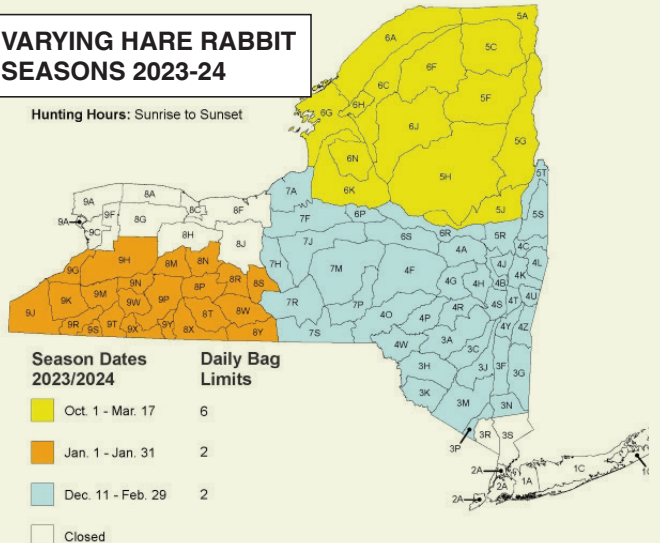 VARYING HARE RABBIT
SEASONS 2023-24
Hunting Hours: Sunrise to Sunset
5A
6A
5C
6F
6C
5F
6H
6G
6J
5G
6N
5H
5T
6K
7A
9A
8A
8C
8F
5J
5S
9A
9F
8G
7F
6P
6R
5R
9C
8H
8J
7J
6S
4A
4C
9H
8M
8N
7H
7M
4F
4J
4L
9G
8R
8S
4G
4H
4B
4K
9K
9M
9N
8P
9J
9W
9P
7R
7P
4O
4P
4R
4S
4T
4U
8T
8W
9R
9S
9T
9X
9Y
8X
8Y
7S
4W
3A
4Y
4Z
3C
3H
3J
3F
3G
3K
3M
3N
3R
3S
3P
2A
2A
1A
1C
2A
Season Dates Daily Bag
2023/2024 Limits
Oct. 1 - Mar. 17 6
Jan. 1 - Jan. 31 2
Dec. 11 - Feb. 29 2
Closed